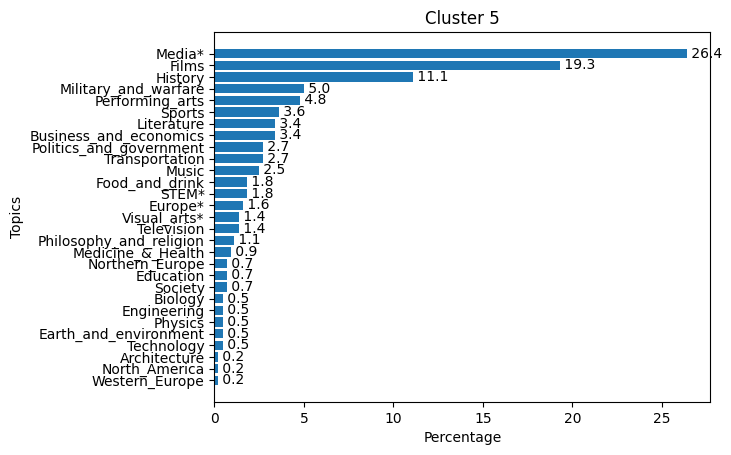 Cluster 5
Topics
Media* 26.4
Films 19.3
History 11.1
Military_and_warfare 5.0
Performing_arts 4.8
Sports 3.6
Literature 3.4
Business_and_economics 3.4
Politics_and_government 2.7
Transportation 2.7
Music 2.5
Food_and_drink 1.8
STEM* 1.8
Europe* 1.6
Visual_arts* 1.4
Television 1.4
Philosophy_and_religion 1.1
Medicine_&_Health 0.9
Northern_Europe 0.7
Education 0.7
Society 0.7
Biology 0.5
Engineering 0.5
Physics 0.5
Earth_and_environment 0.5
Technology 0.5
Architecture 0.2
North_America 0.2
Western_Europe 0.2
0 5 10 15 20 25
Percentage